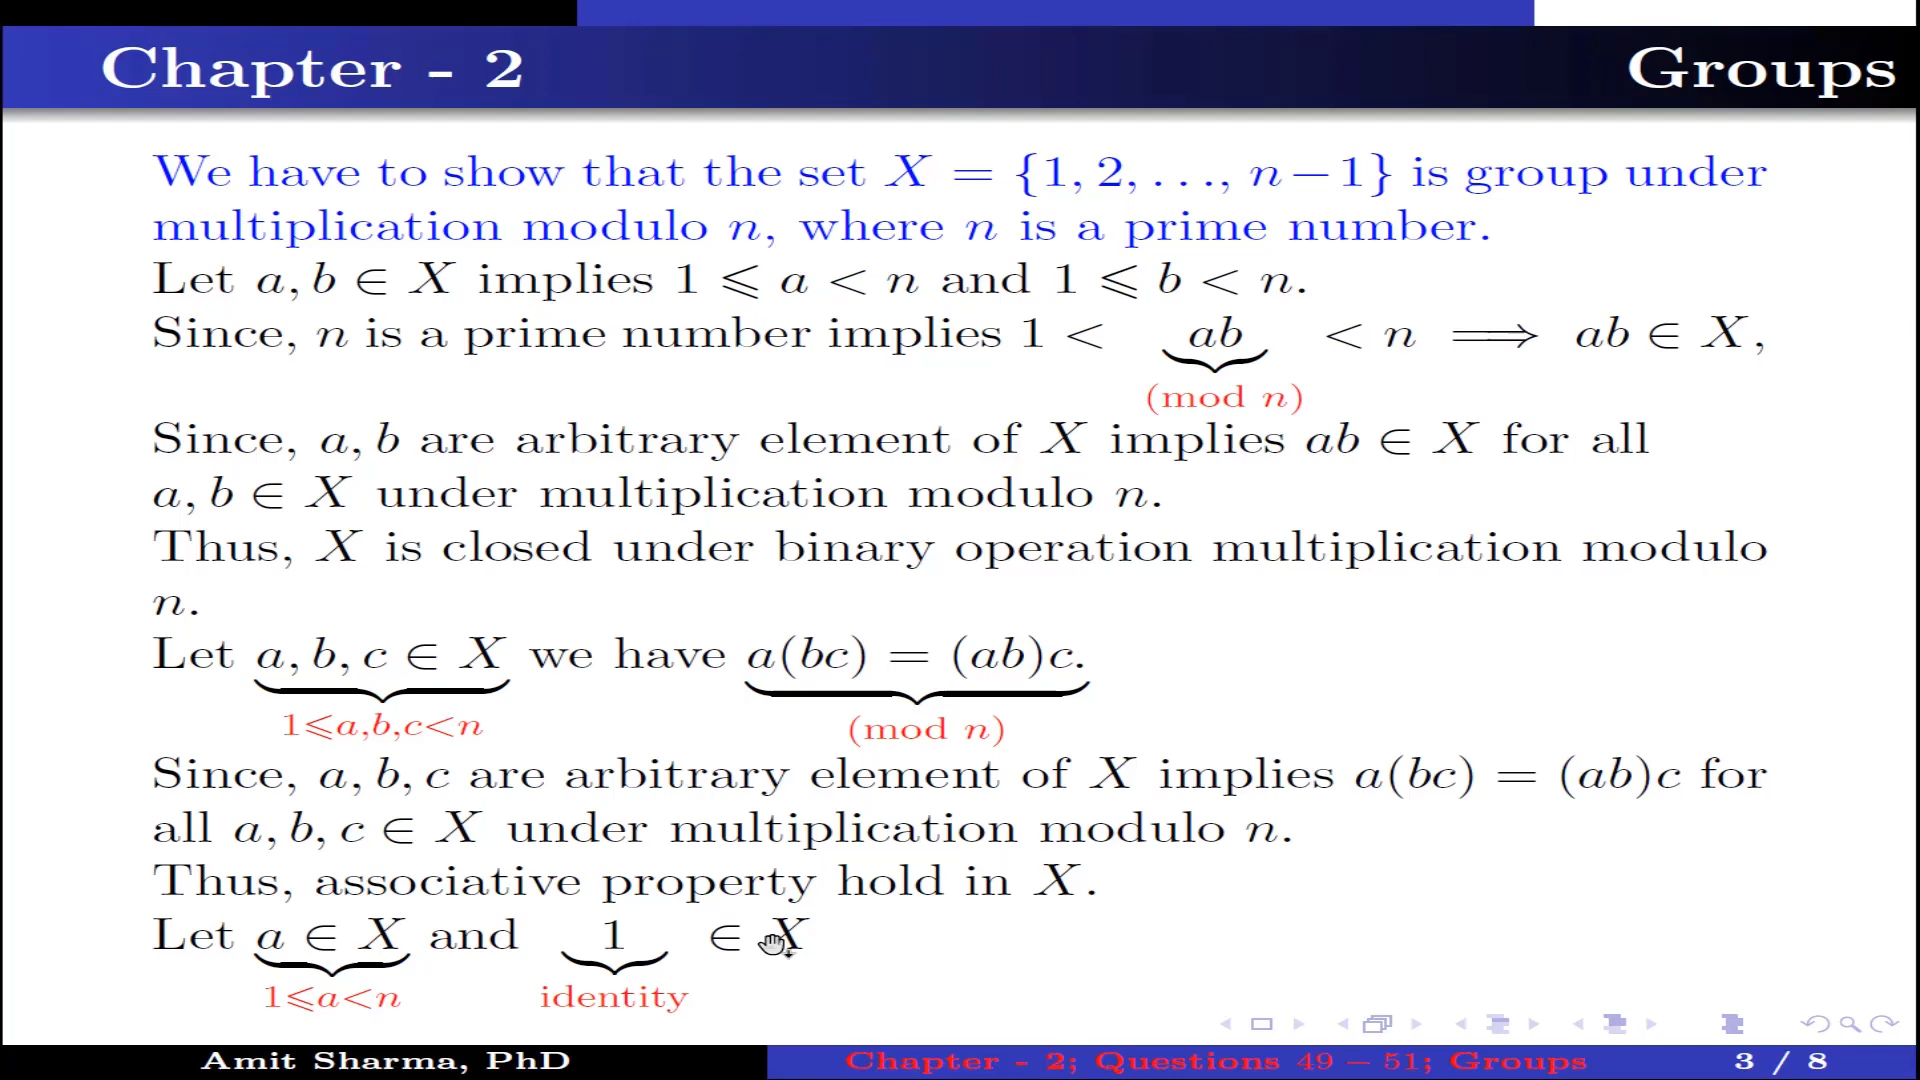 Chapter - 2 Groups
We have to show that the set X = {1, 2, . . ., n−1} is group under
multiplication modulo n, where n is a prime number.
Let a, b ∈ X implies 1 ⩽ a < n and 1 ⩽ b < n.
Since, n is a prime number implies 1 < ab < n ⟹ ab ∈ X,
(mod n)
Since, a, b are arbitrary element of X implies ab ∈ X for all
a, b ∈ X under multiplication modulo n.
Thus, X is closed under binary operation multiplication modulo
n.
Let a, b, c ∈ X we have a(bc) = (ab)c.
1⩽a,b,c<n (mod n)
Since, a, b, c are arbitrary element of X implies a(bc) = (ab)c for
all a, b, c ∈ X under multiplication modulo n.
Thus, associative property hold in X.
Let a ∈ X and 1 ∈ X
1⩽a<n identity
Amit Sharma, PhD Chapter - 2; Questions 49 − 51; Groups 3 / 8